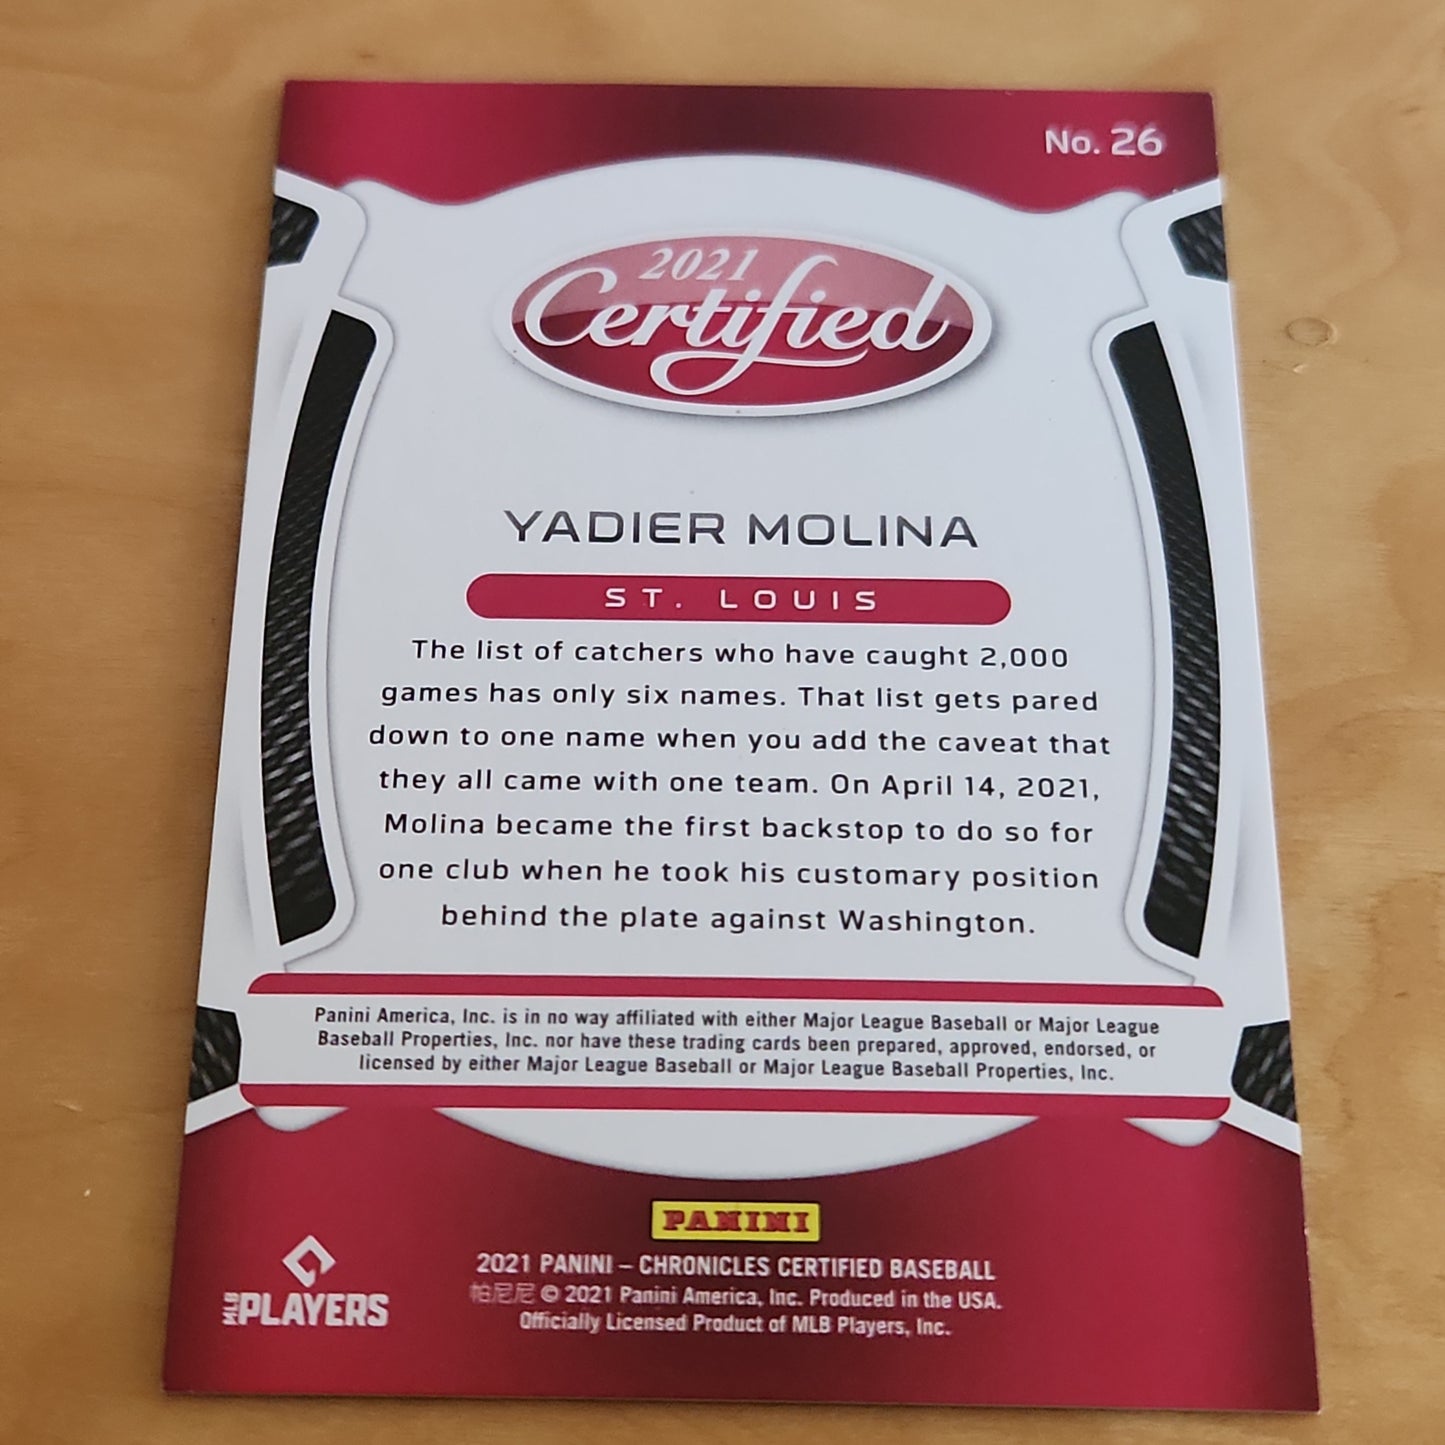 No. 26
2021
Certified
YADIER MOLINA
ST. LOUIS
The list of catchers who have caught 2,000
games has only six names. That list gets pared
down to one name when you add the caveat that
they all came with one team. On April 14, 2021,
Molina became the first backstop to do so for
one club when he took his customary position
behind the plate against Washington.
Panini America, Inc. is in no way affiliated with either Major League Baseball or Major League
Baseball Properties, Inc. nor have these trading cards been prepared, approved, endorsed, or
licensed by either Major League Baseball or Major League Baseball Properties, Inc.
PANINI
2021 PANINI – CHRONICLES CERTIFIED BASEBALL
帕尼尼 © 2021 Panini America, Inc. Produced in the USA.
Officially Licensed Product of MLB Players, Inc.
MLB PLAYERS